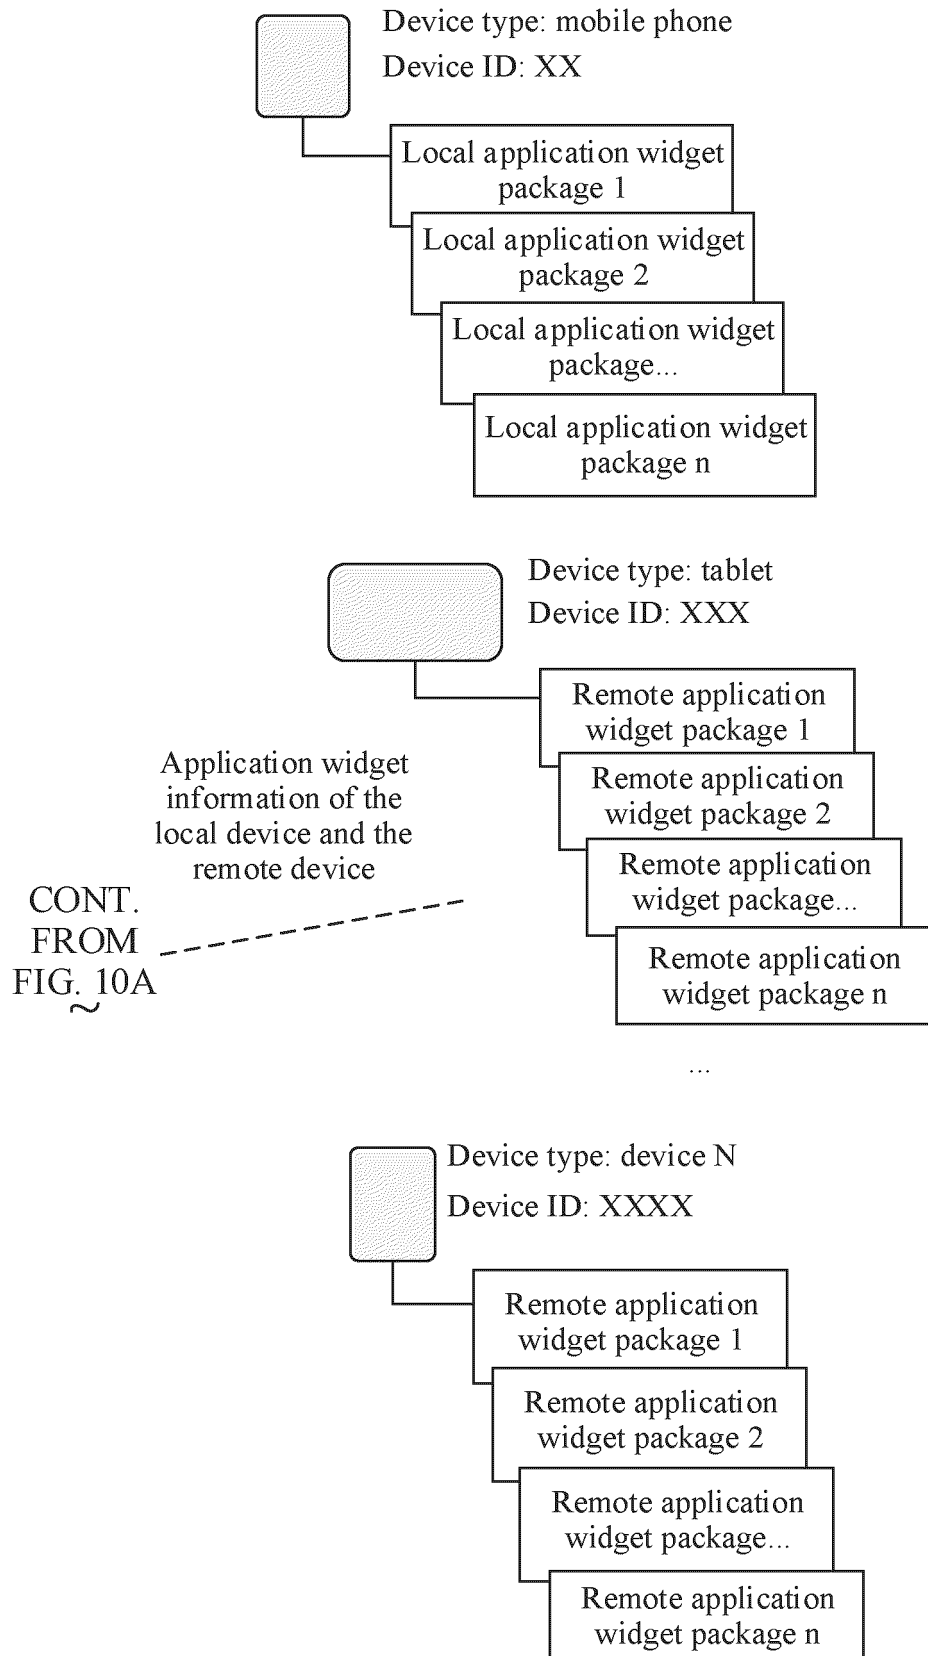 Device type: mobile phone
Device ID: XX
Local application widget
package 1
Local application widget
package 2
Local application widget
package...
Local application widget
package n
Device type: tablet
Device ID: XXX
Remote application
widget package 1
Remote application
widget package 2
Remote application
widget package...
Remote application
widget package n
...
Application widget
information of the
local device and the
remote device
CONT.
FROM
FIG. 10A
Device type: device N
Device ID: XXXX
Remote application
widget package 1
Remote application
widget package 2
Remote application
widget package...
Remote application
widget package n